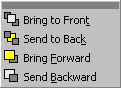 Bring to Front
Send to Back
Bring Forward
Send Backward